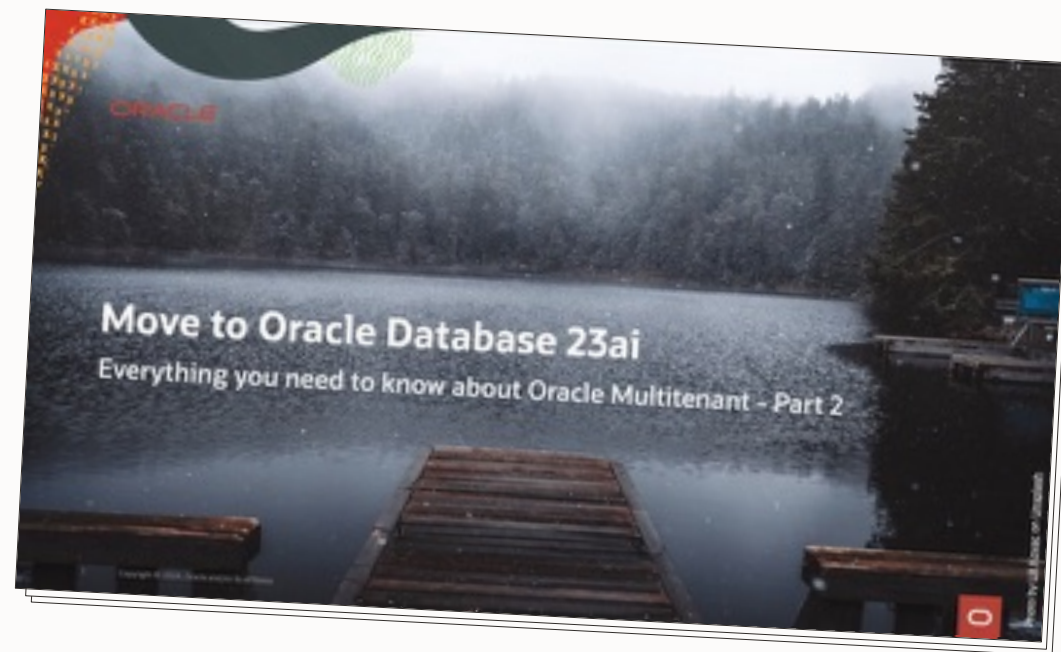 ORACLE
Move to Oracle Database 23ai
Everything you need to know about Oracle Multitenant - Part 2